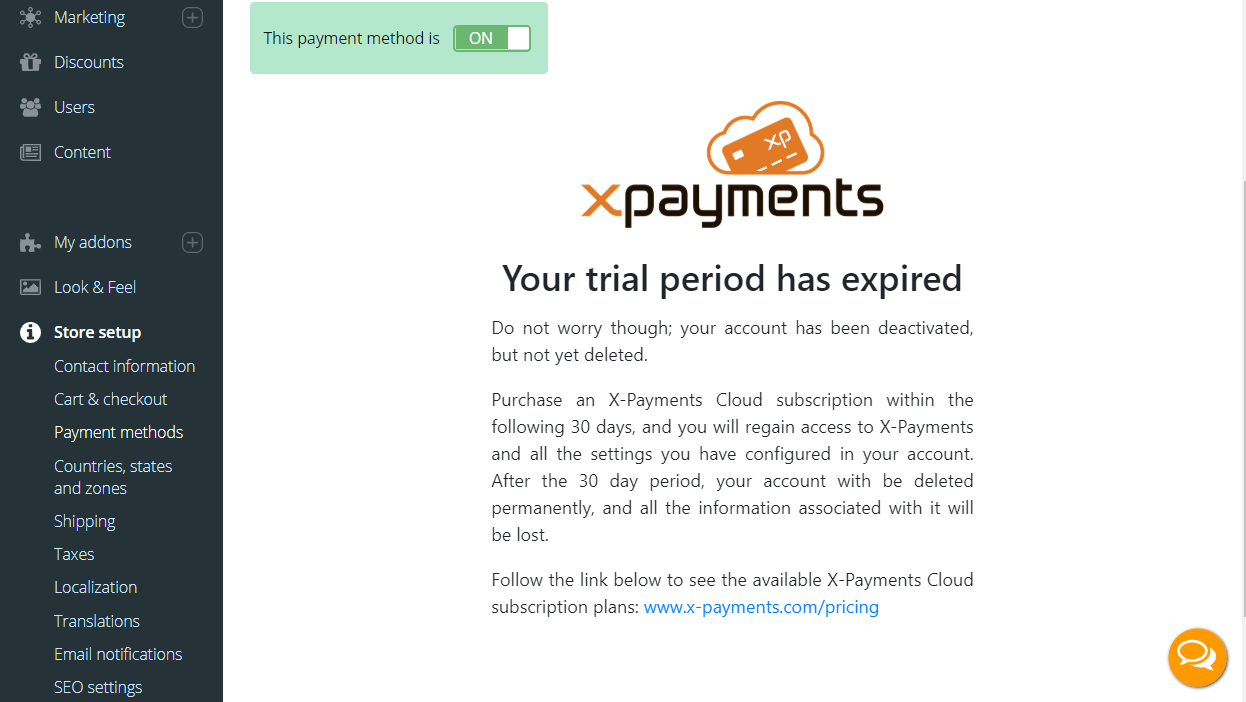 Marketing
Discounts
Users
Content
My addons
Look & Feel
Store setup
Contact information
Cart & checkout
Payment methods
Countries, states
and zones
Shipping
Taxes
Localization
Translations
Email notifications
SEO settings
This payment method is ON
xp
xpayments
Your trial period has expired
Do not worry though; your account has been deactivated,
but not yet deleted.
Purchase an X-Payments Cloud subscription within the
following 30 days, and you will regain access to X-Payments
and all the settings you have configured in your account.
After the 30 day period, your account with be deleted
permanently, and all the information associated with it will
be lost.
Follow the link below to see the available X-Payments Cloud
subscription plans: www.x-payments.com/pricing